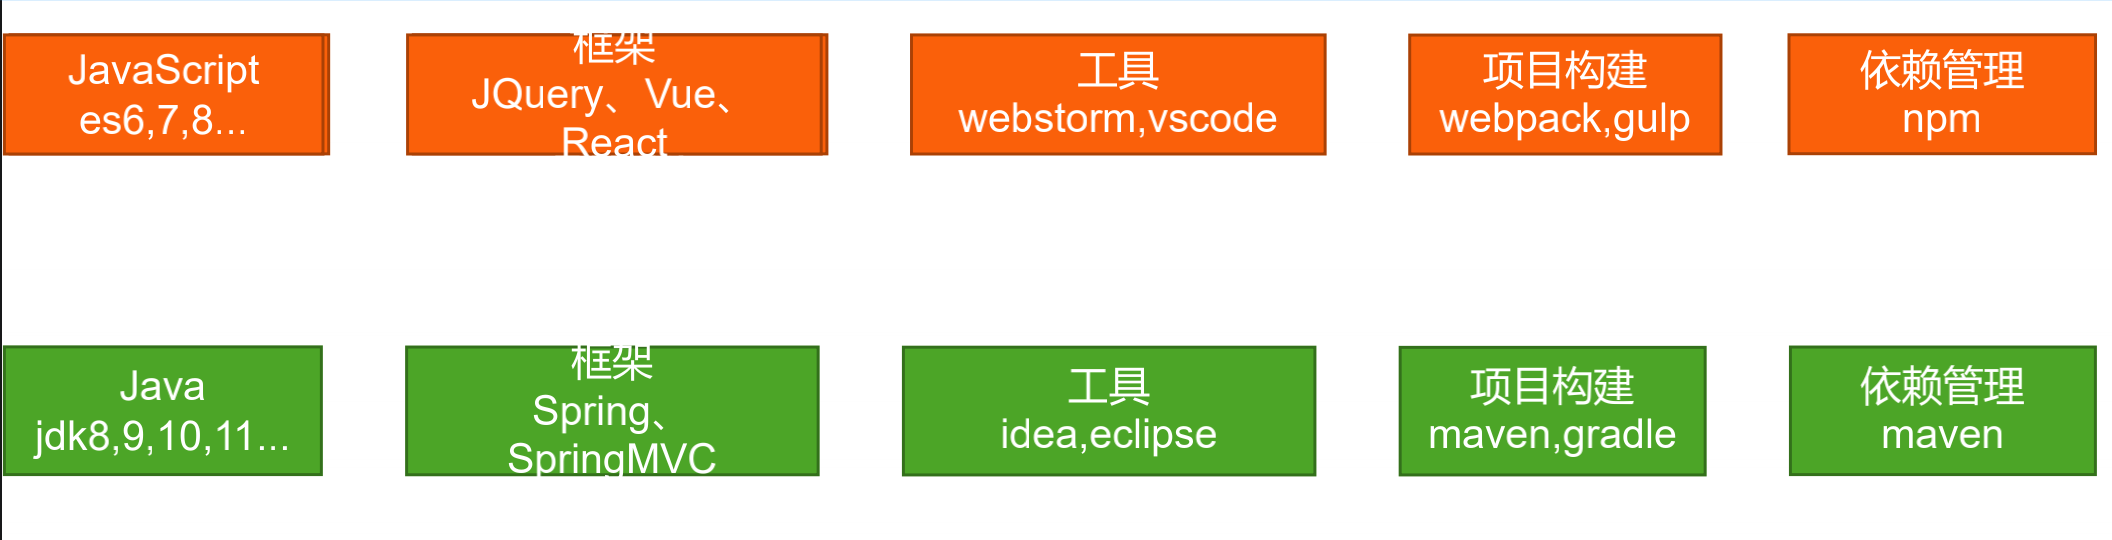 JavaScript
es6,7,8...
框架
JQuery、Vue、
React
工具
webstorm,vscode
项目构建
webpack,gulp
依赖管理
npm
Java
jdk8,9,10,11...
框架
Spring、
SpringMVC
工具
idea,eclipse
项目构建
maven,gradle
依赖管理
maven